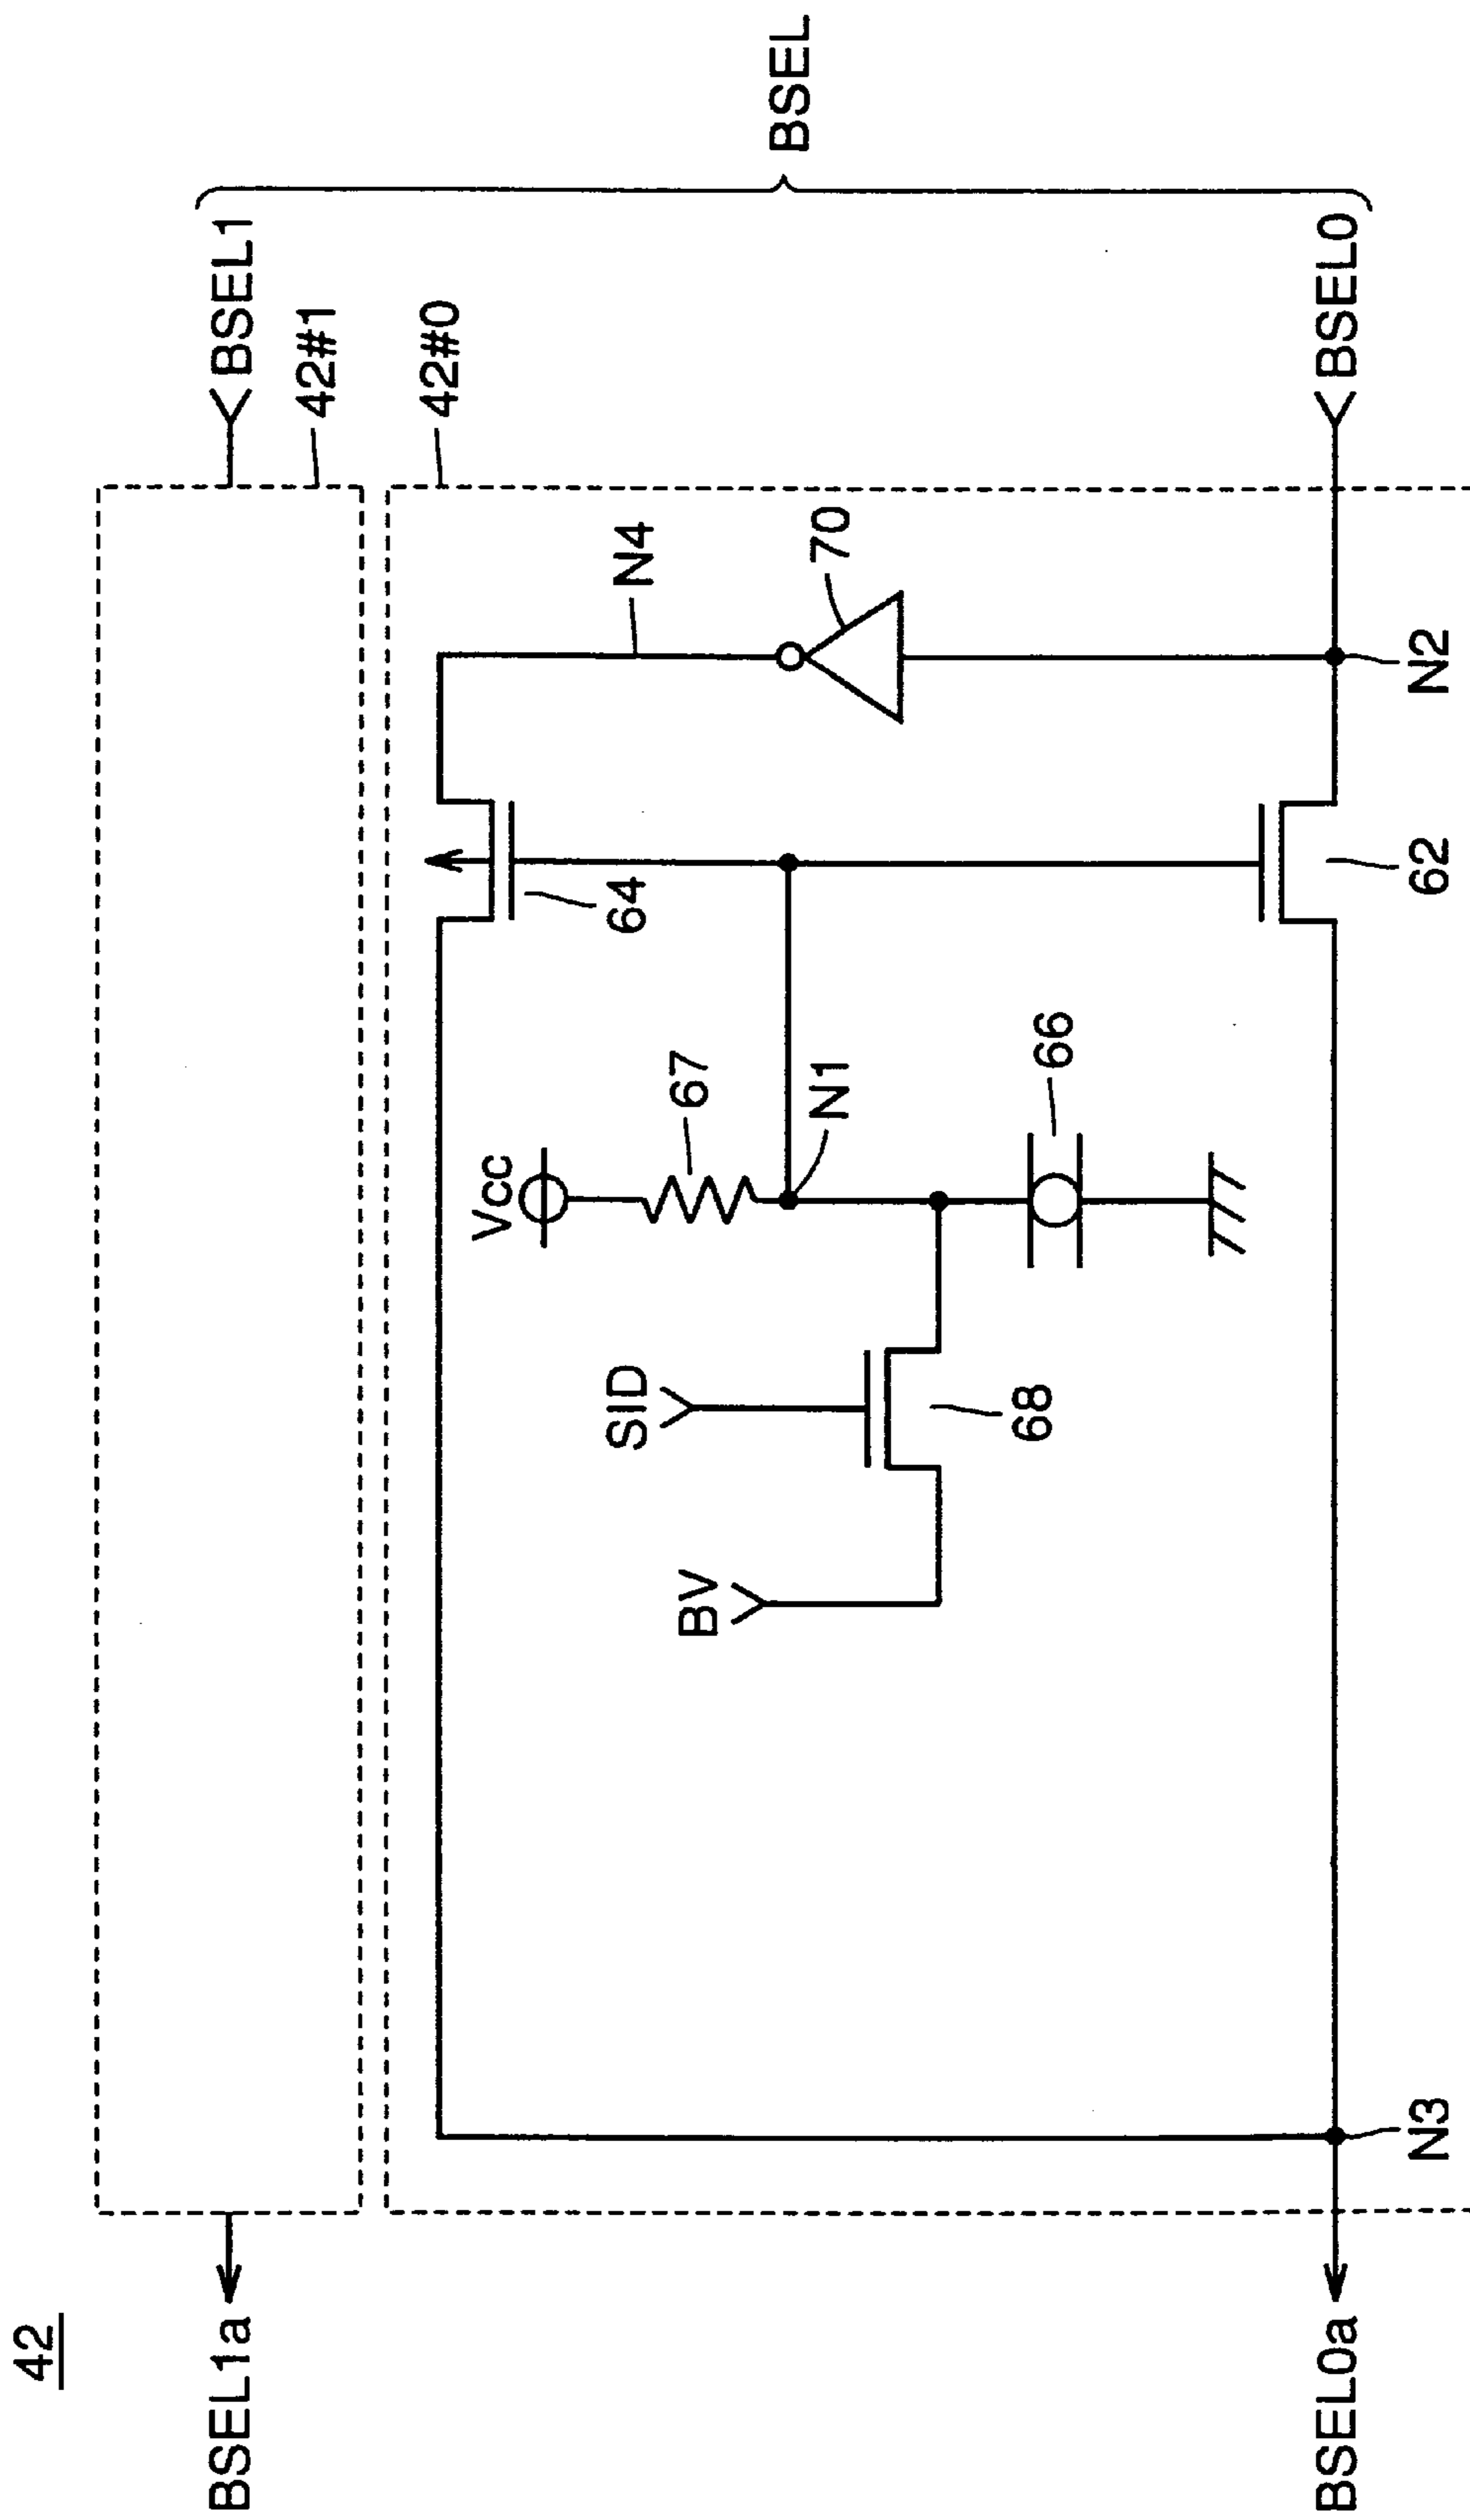 42
BSEL1a
BSEL1
42#1
42#0
BSEL
Vcc
64
N4
SID
67
BV
N1
70
68
66
BSEL0a
BSEL0
N3
62
N2